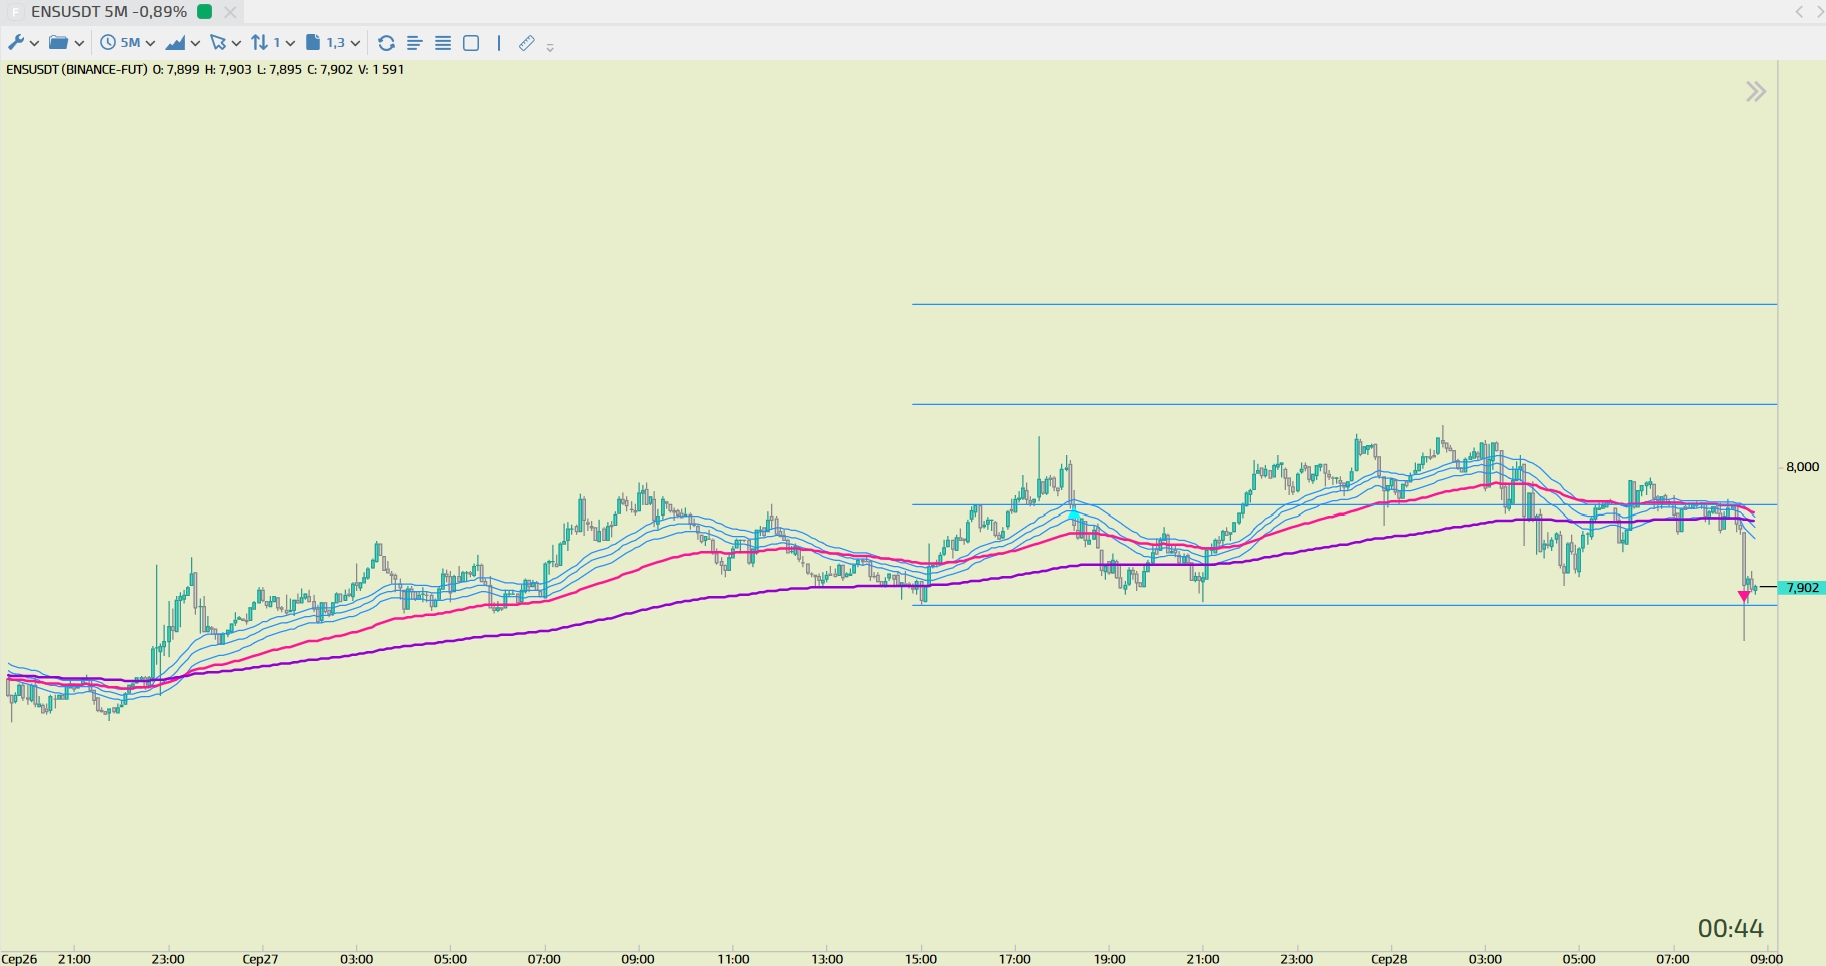 F ENSUSDT 5M -0,89%
5M 1 1,3
ENSUSDT (BINANCE-FUT) O: 7,899 H: 7,903 L: 7,895 C: 7,902 V: 1 591
8,000
7,902
00:44
Сер26 21:00 23:00 Сер27 03:00 05:00 07:00 09:00 11:00 13:00 15:00 17:00 19:00 21:00 23:00 Сер28 03:00 05:00 07:00 09:00